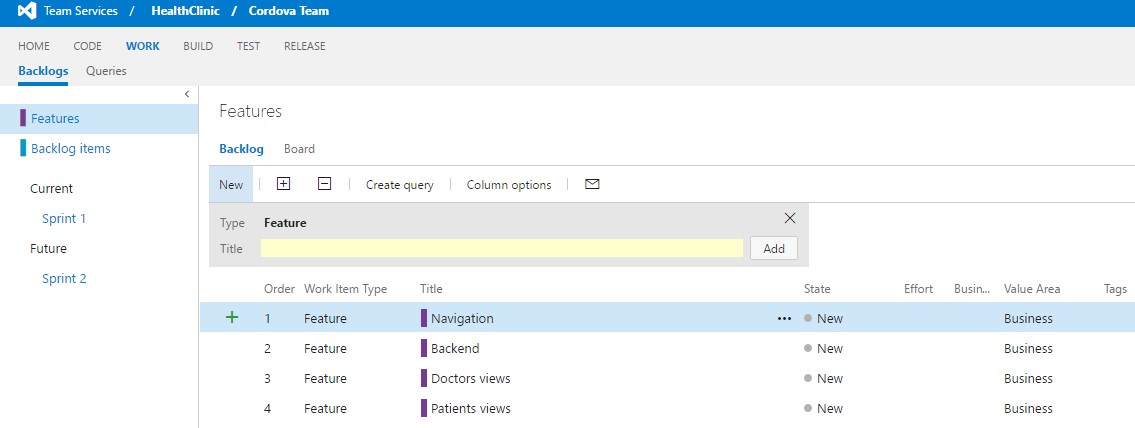 Team Services / HealthClinic / Cordova Team
HOME CODE WORK BUILD TEST RELEASE
Backlogs Queries
Features
Backlog items
Current
Sprint 1
Future
Sprint 2
Features
Backlog Board
New Create query Column options
Type Feature
Title Add
Order Work Item Type Title State Effort Busin... Value Area Tags
1 Feature Navigation ... New Business
2 Feature Backend New Business
3 Feature Doctors views New Business
4 Feature Patients views New Business